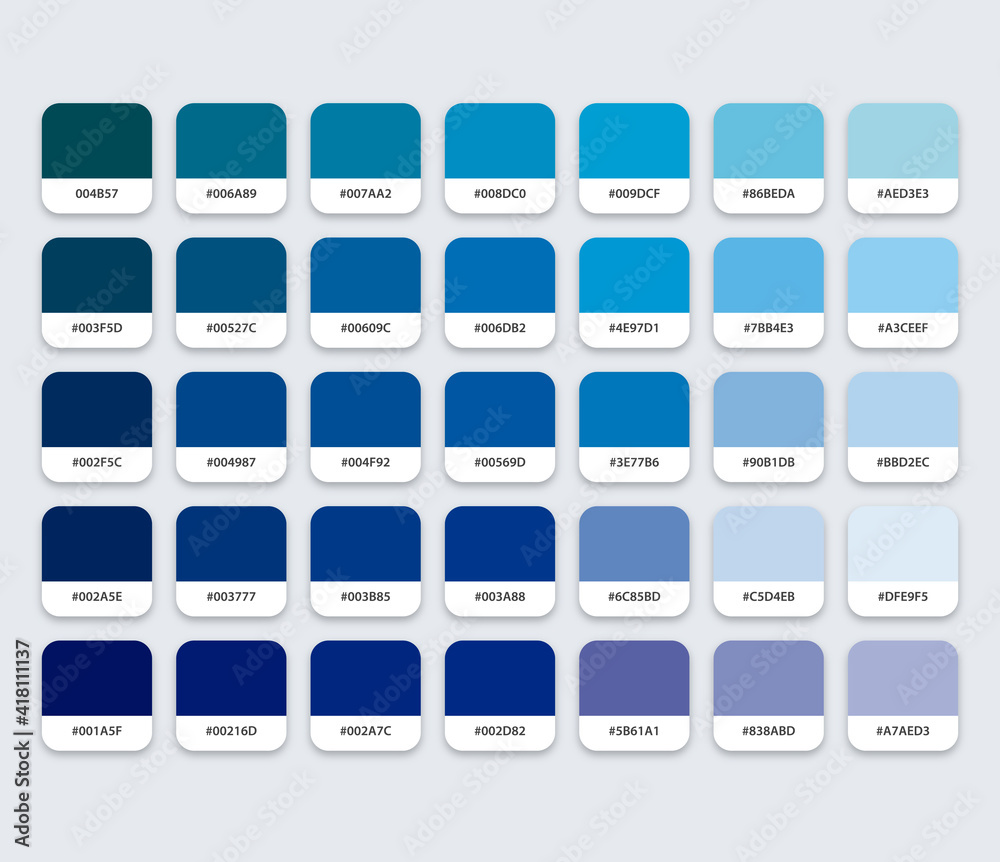 004B57 #006A89 #007AA2 #008DC0 #009DCF #86BEDA #AED3E3
#003F5D #00527C #00609C #006DB2 #4E97D1 #7BB4E3 #A3CEEF
#002F5C #004987 #004F92 #00569D #3E77B6 #90B1DB #BBD2EC
#002A5E #003777 #003B85 #003A88 #6C85BD #C5D4EB #DFE9F5
#001A5F #00216D #002A7C #002D82 #5B61A1 #838ABD #A7AED3
Adobe Stock | #418111137
Adobe Stock